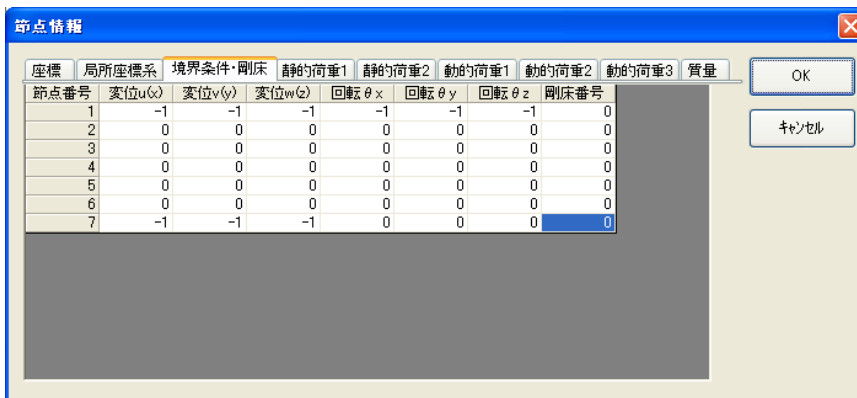 節点情報
座標 局所座標系 境界条件・剛床 静的荷重1 静的荷重2 動的荷重1 動的荷重2 動的荷重3 質量
OK
キャンセル
節点番号 変位u(x) 変位v(y) 変位w(z) 回転θx 回転θy 回転θz 剛床番号
1 -1 -1 -1 -1 -1 -1 0
2 0 0 0 0 0 0 0
3 0 0 0 0 0 0 0
4 0 0 0 0 0 0 0
5 0 0 0 0 0 0 0
6 0 0 0 0 0 0 0
7 -1 -1 -1 0 0 0 0